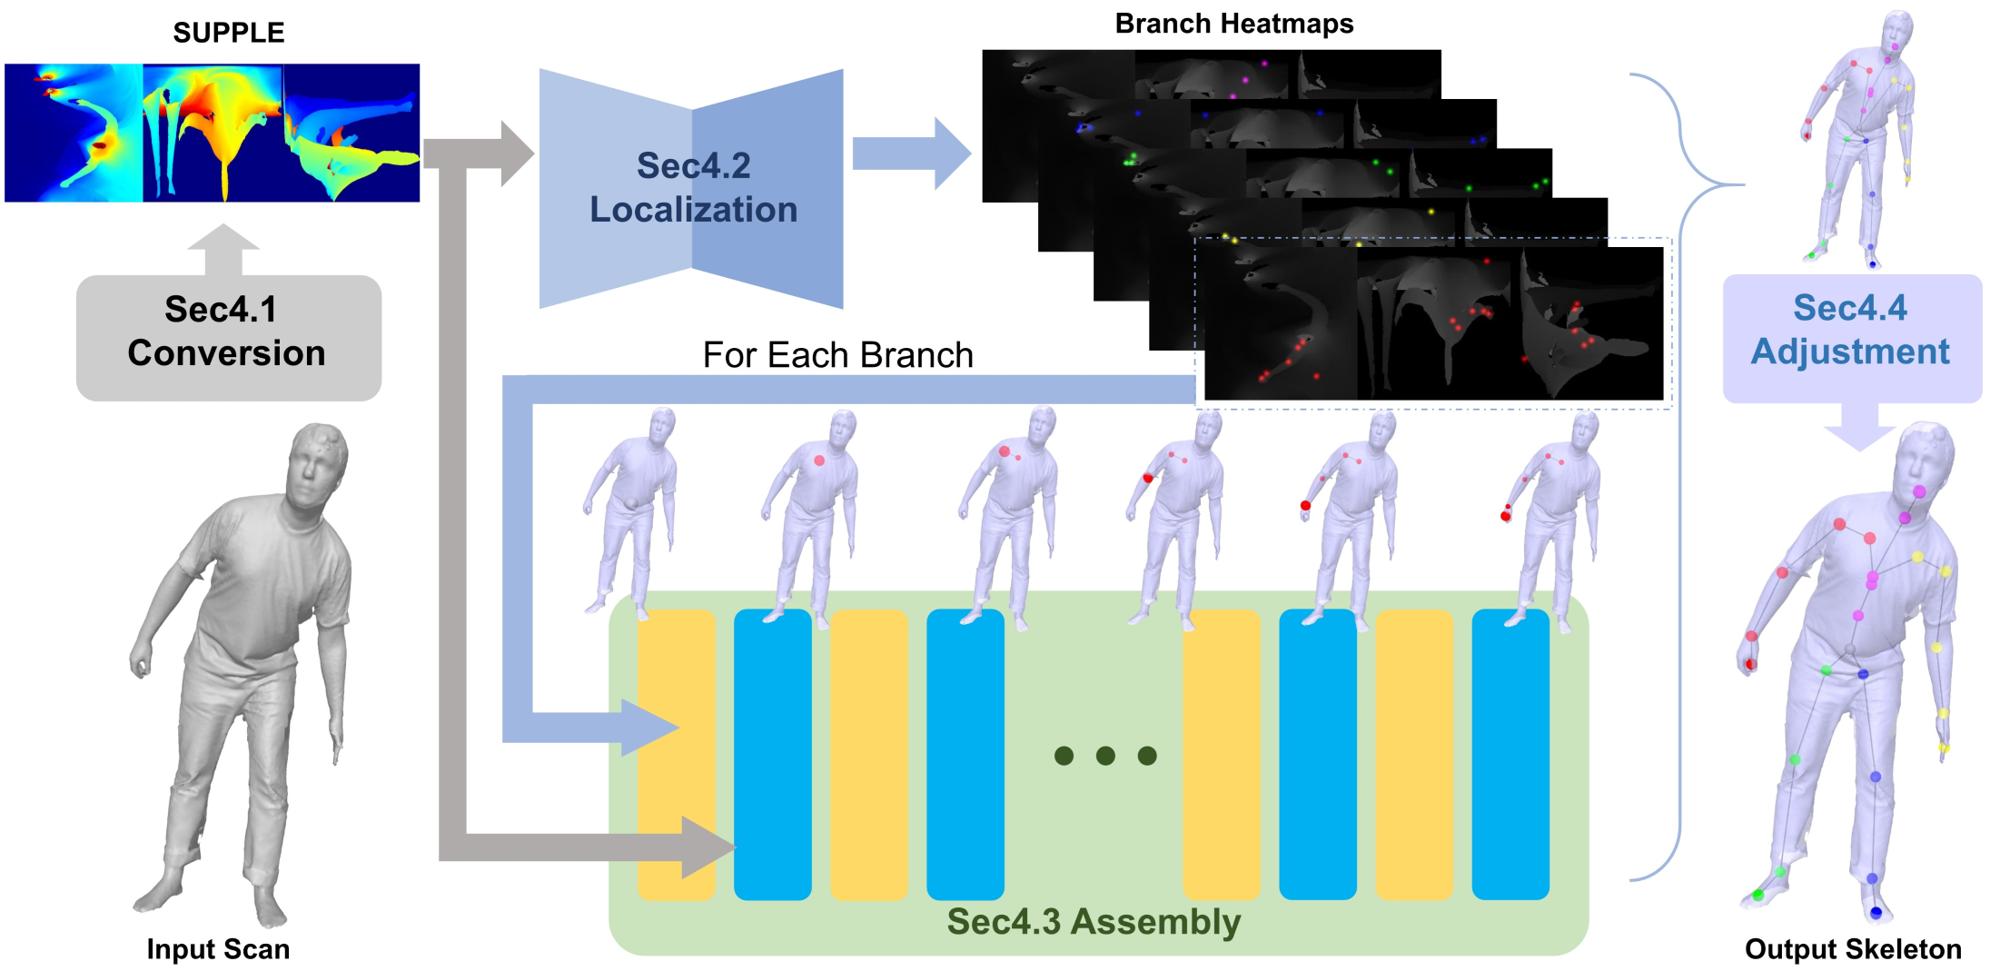 SUPPLE
Branch Heatmaps
Sec4.2
Localization
Sec4.1
Conversion
For Each Branch
Sec4.4
Adjustment
Sec4.3 Assembly
Input Scan
Output Skeleton